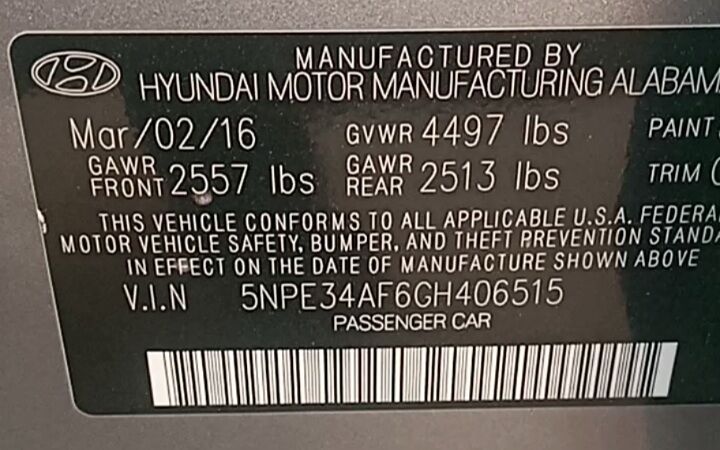 MANUFACTURED BY
HYUNDAI MOTOR MANUFACTURING ALABAM
Mar/02/16 GVWR 4497 lbs PAINT
GAWR FRONT 2557 lbs GAWR REAR 2513 lbs TRIM
THIS VEHICLE CONFORMS TO ALL APPLICABLE U.S.A. FEDERA
MOTOR VEHICLE SAFETY, BUMPER, AND THEFT PREVENTION STANDA
IN EFFECT ON THE DATE OF MANUFACTURE SHOWN ABOVE
V.I.N 5NPE34AF6GH406515
PASSENGER CAR